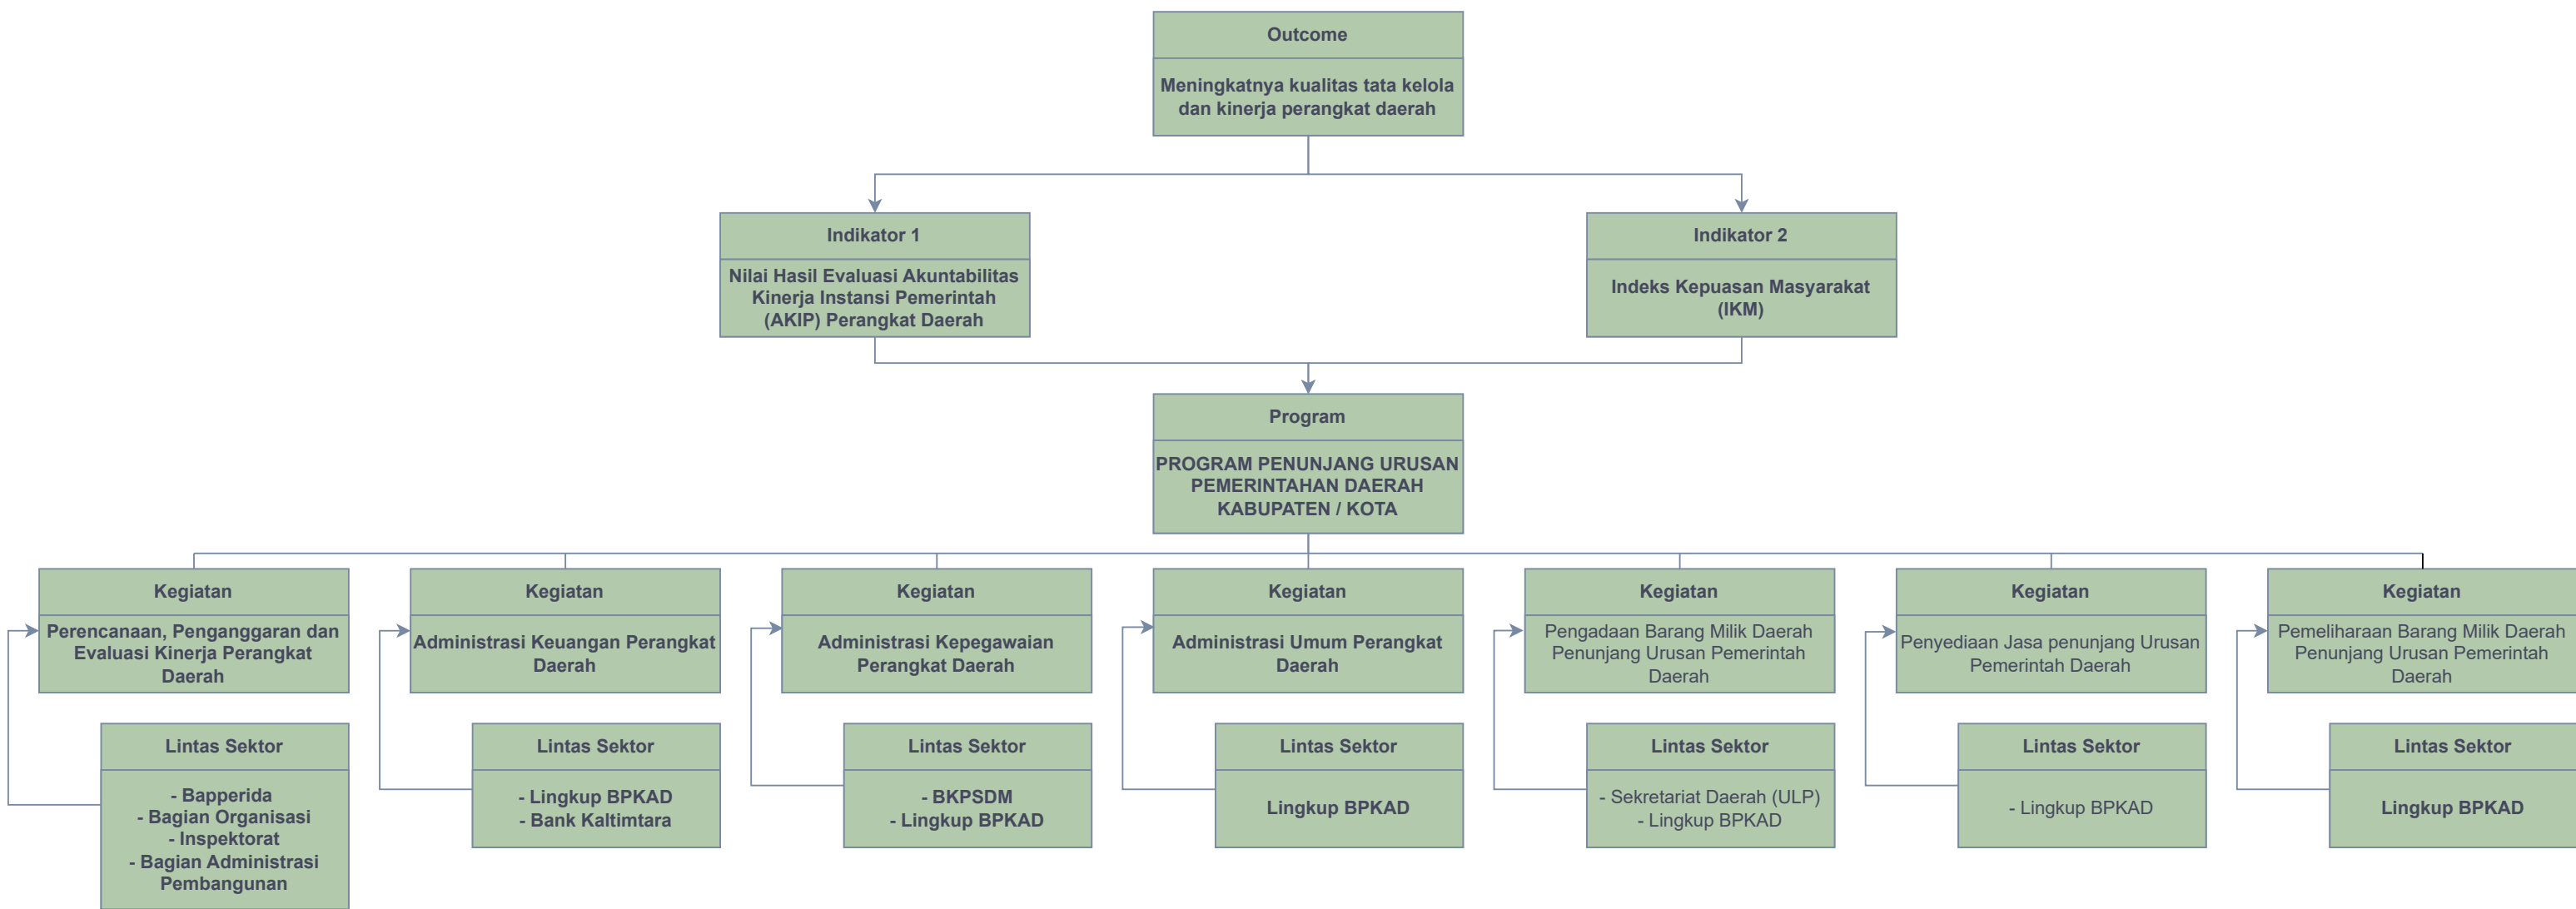 Outcome
Meningkatnya kualitas tata kelola
dan kinerja perangkat daerah
Indikator 1
Nilai Hasil Evaluasi Akuntabilitas
Kinerja Instansi Pemerintah
(AKIP) Perangkat Daerah
Indikator 2
Indeks Kepuasan Masyarakat
(IKM)
Program
PROGRAM PENUNJANG URUSAN
PEMERINTAHAN DAERAH
KABUPATEN / KOTA
Kegiatan
Perencanaan, Penganggaran dan
Evaluasi Kinerja Perangkat
Daerah
Kegiatan
Administrasi Keuangan Perangkat
Daerah
Kegiatan
Administrasi Kepegawaian
Perangkat Daerah
Kegiatan
Administrasi Umum Perangkat
Daerah
Kegiatan
Pengadaan Barang Milik Daerah
Penunjang Urusan Pemerintah
Daerah
Kegiatan
Penyediaan Jasa penunjang Urusan
Pemerintah Daerah
Kegiatan
Pemeliharaan Barang Milik Daerah
Penunjang Urusan Pemerintah
Daerah
Lintas Sektor
- Bapperida
- Bagian Organisasi
- Inspektorat
- Bagian Administrasi
Pembangunan
Lintas Sektor
- Lingkup BPKAD
- Bank Kaltimtara
Lintas Sektor
- BKPSDM
- Lingkup BPKAD
Lintas Sektor
Lingkup BPKAD
Lintas Sektor
- Sekretariat Daerah (ULP)
- Lingkup BPKAD
Lintas Sektor
- Lingkup BPKAD
Lintas Sektor
Lingkup BPKAD